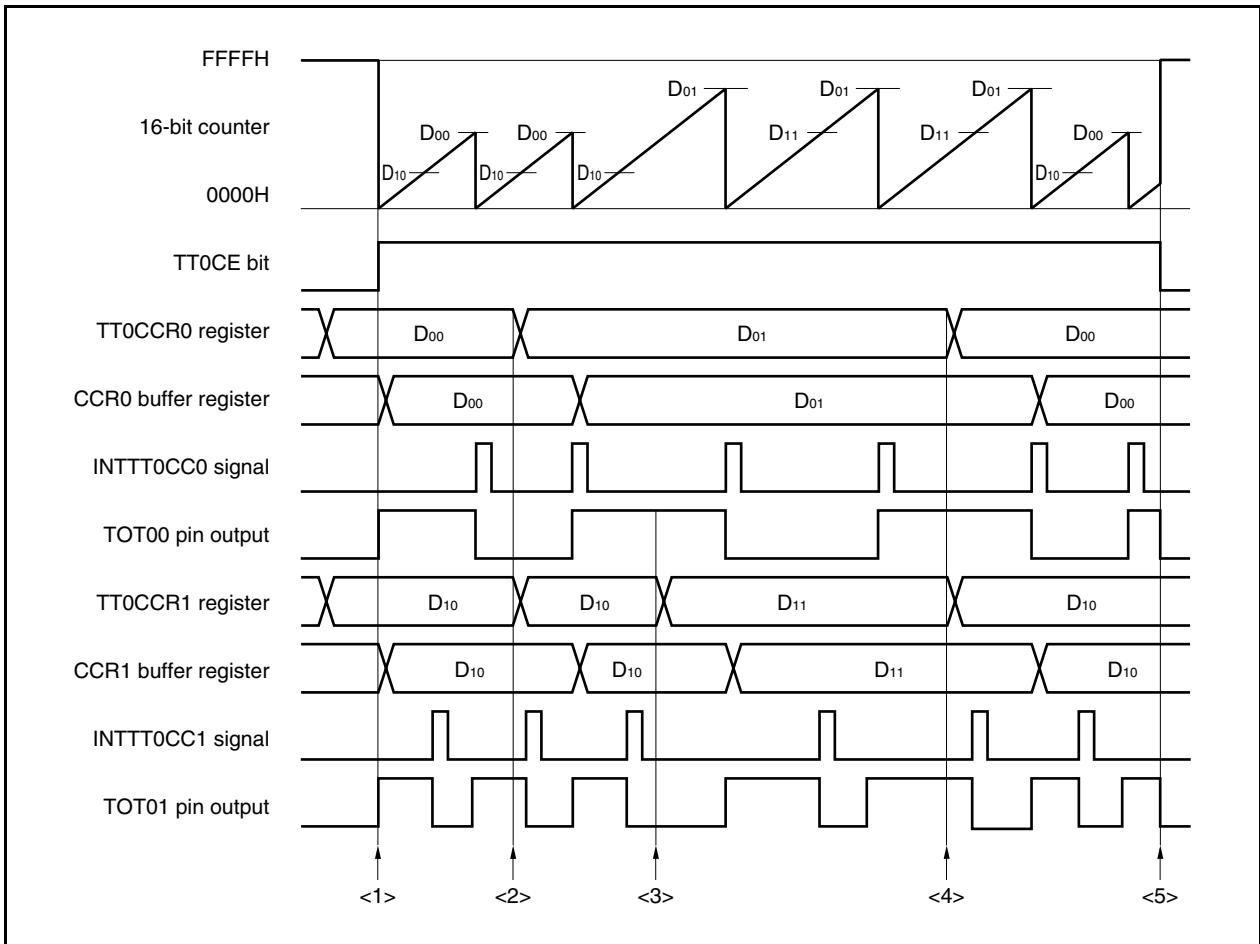 FFFFH
16-bit counter
0000H
D01 D01 D01
D00 D00 D11 D11 D00
D10 D10 D10 D10
TT0CE bit
TT0CCR0 register D00 D01 D00
CCR0 buffer register D00 D01 D00
INTTT0CC0 signal
TOT00 pin output
TT0CCR1 register D10 D10 D11 D10
CCR1 buffer register D10 D10 D11 D10
INTTT0CC1 signal
TOT01 pin output
<1> <2> <3> <4> <5>